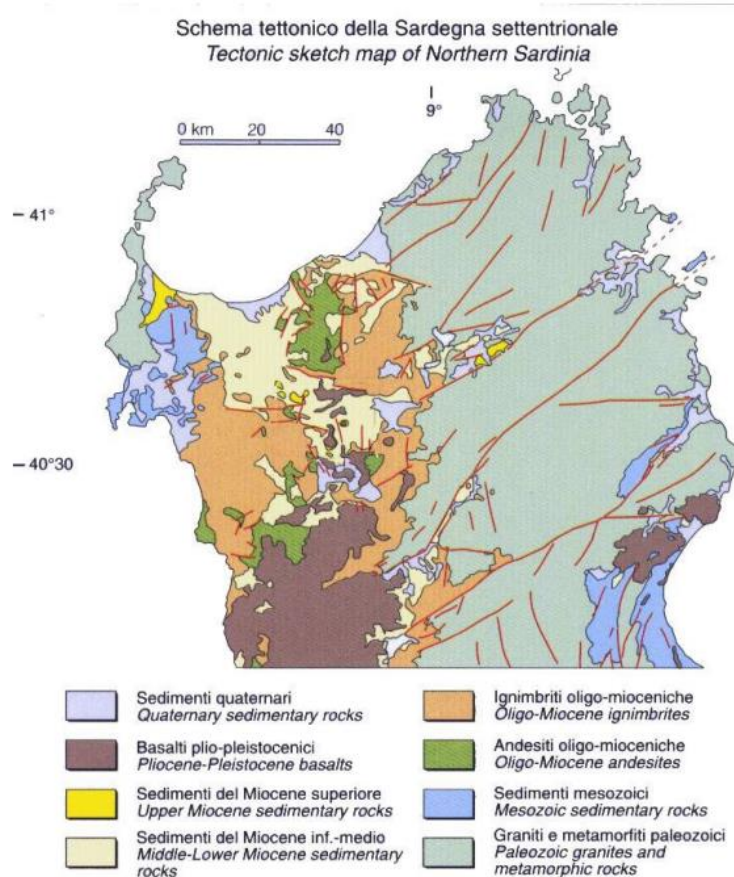 Schema tettonico della Sardegna settentrionale
Tectonic sketch map of Northern Sardinia
9°
0 km 20 40
41°
40°30
Sedimenti quaternari
Quaternary sedimentary rocks
Basalti plio-pleistocenici
Pliocene-Pleistocene basalts
Sedimenti del Miocene superiore
Upper Miocene sedimentary rocks
Sedimenti del Miocene inf.-medio
Middle-Lower Miocene sedimentary
rocks
Ignimbriti oligo-mioceniche
Oligo-Miocene ignimbrites
Andesiti oligo-mioceniche
Oligo-Miocene andesites
Sedimenti mesozoici
Mesozoic sedimentary rocks
Graniti e metamorfiti paleozoici
Paleozoic granites and
metamorphic rocks